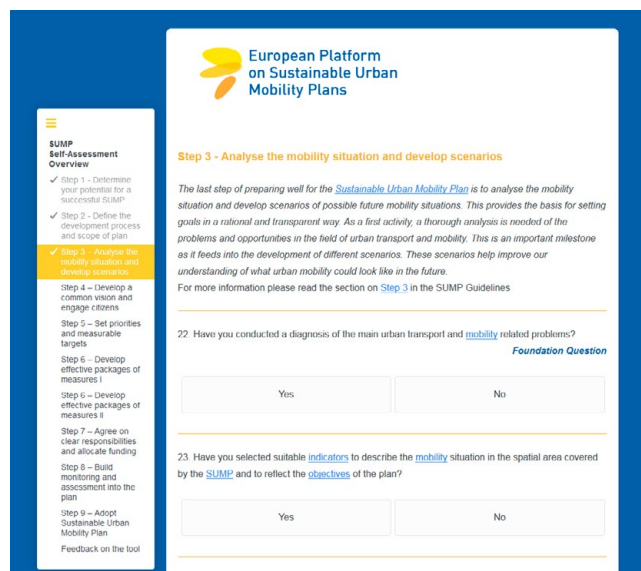 European Platform
on Sustainable Urban
Mobility Plans
SUMP
Self-Assessment
Overview
Step 1 - Determine
your potential for a
successful SUMP
Step 2 - Define the
development process
and scope of plan
Step 3 - Analyse the
mobility situation and
develop scenarios
Step 4 – Develop a
common vision and
engage citizens
Step 5 – Set priorities
and measurable
targets
Step 6 – Develop
effective packages of
measures I
Step 6 – Develop
effective packages of
measures II
Step 7 – Agree on
clear responsibilities
and allocate funding
Step 8 – Build
monitoring and
assessment into the
plan
Step 9 – Adopt
Sustainable Urban
Mobility Plan
Feedback on the tool
Step 3 - Analyse the mobility situation and develop scenarios
The last step of preparing well for the Sustainable Urban Mobility Plan is to analyse the mobility
situation and develop scenarios of possible future mobility situations. This provides the basis for setting
goals in a rational and transparent way. As a first activity, a thorough analysis is needed of the
problems and opportunities in the field of urban transport and mobility. This is an important milestone
as it feeds into the development of different scenarios. These scenarios help improve our
understanding of what urban mobility could look like in the future.
For more information please read the section on Step 3 in the SUMP Guidelines
22. Have you conducted a diagnosis of the main urban transport and mobility related problems?
Foundation Question
Yes No
23. Have you selected suitable indicators to describe the mobility situation in the spatial area covered
by the SUMP and to reflect the objectives of the plan?
Yes No